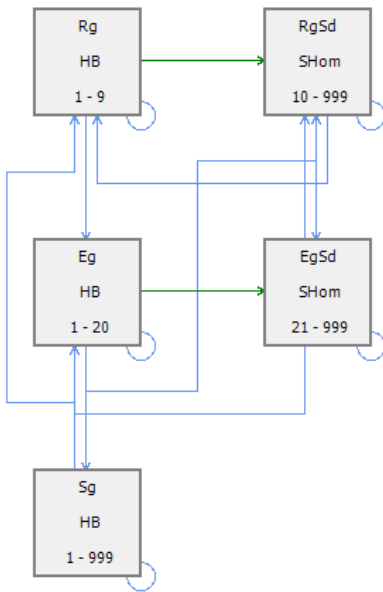 Rg
HB
1 - 9
RgSd
SHom
10 - 999
Eg
HB
1 - 20
EgSd
SHom
21 - 999
Sg
HB
1 - 999